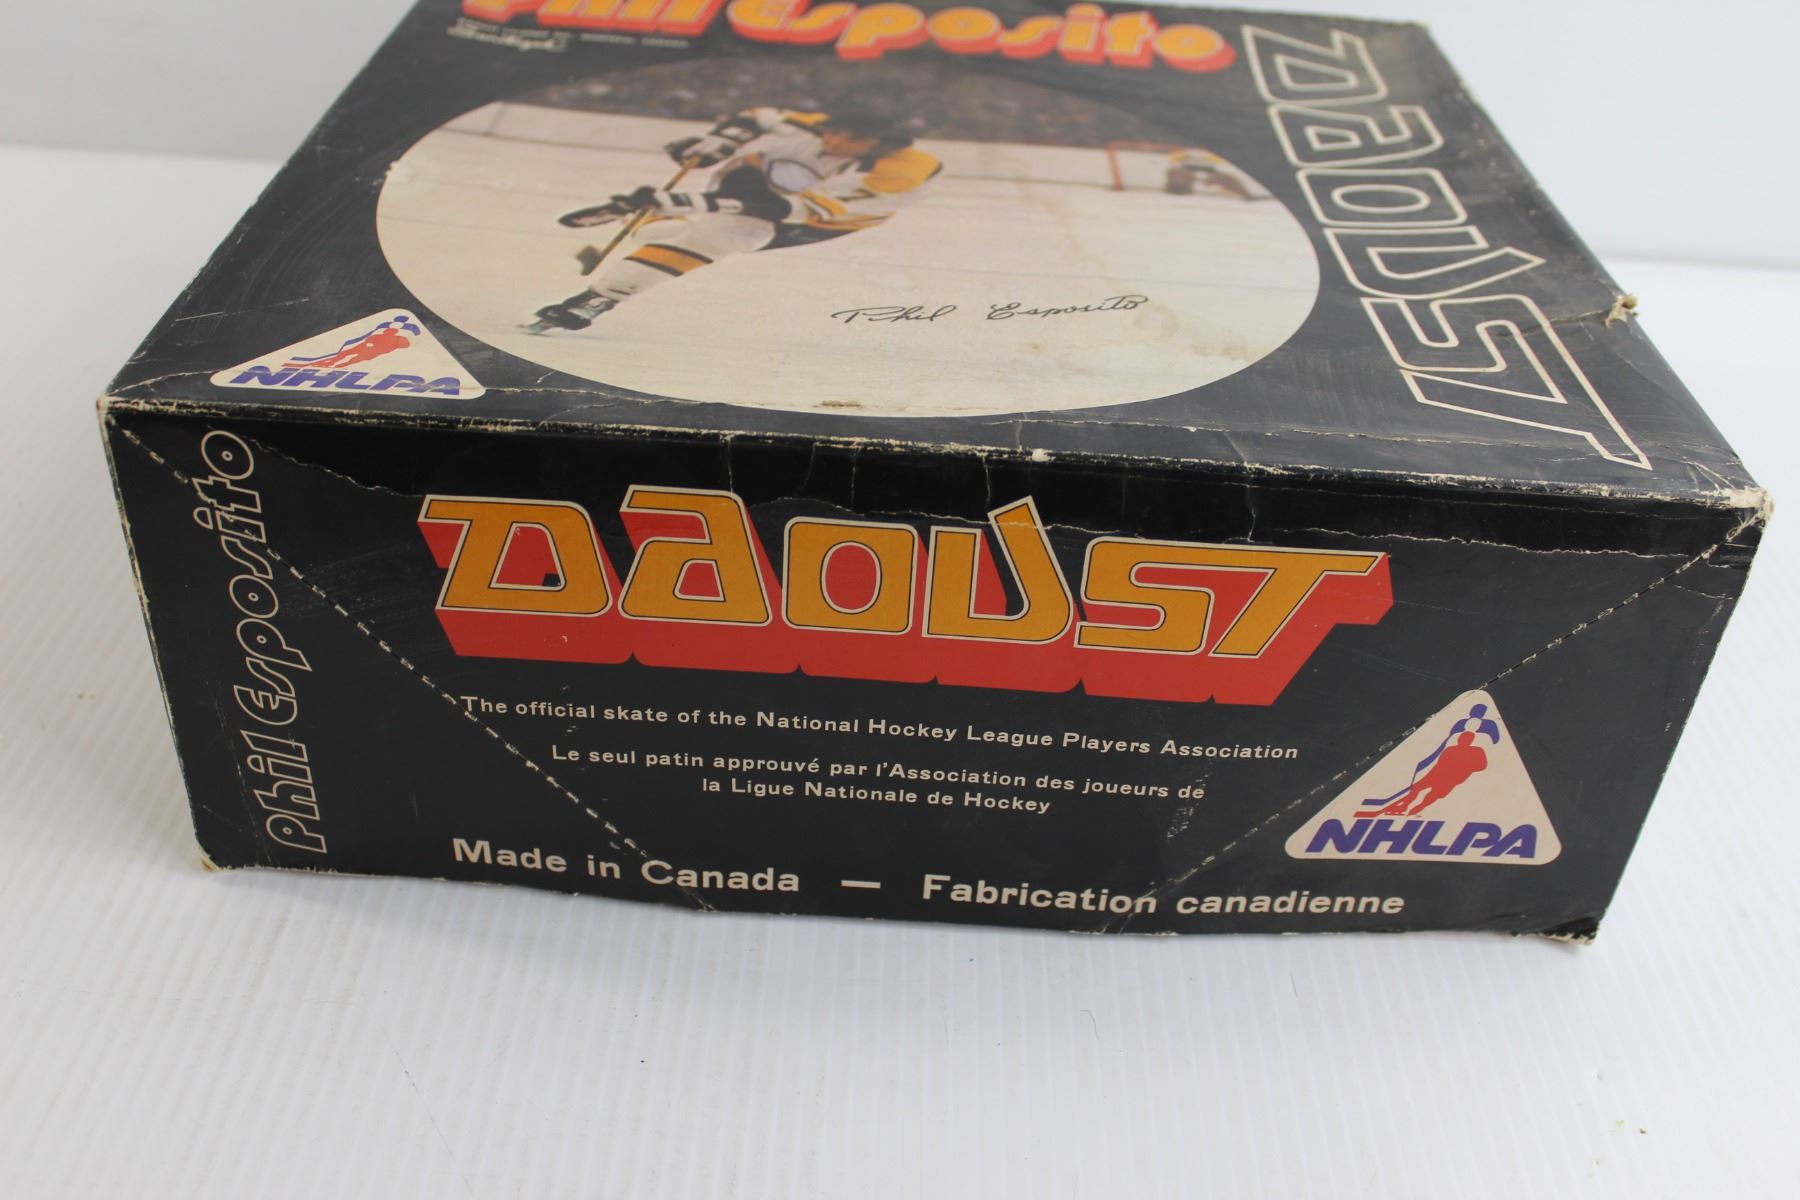 Phil Esposito
DAOUST
Phil Esposito
NHLPA
Phil Esposito
DAOUST
The official skate of the National Hockey League Players Association
Le seul patin approuvé par l'Association des joueurs de
la Ligue Nationale de Hockey
Made in Canada — Fabrication canadienne
NHLPA